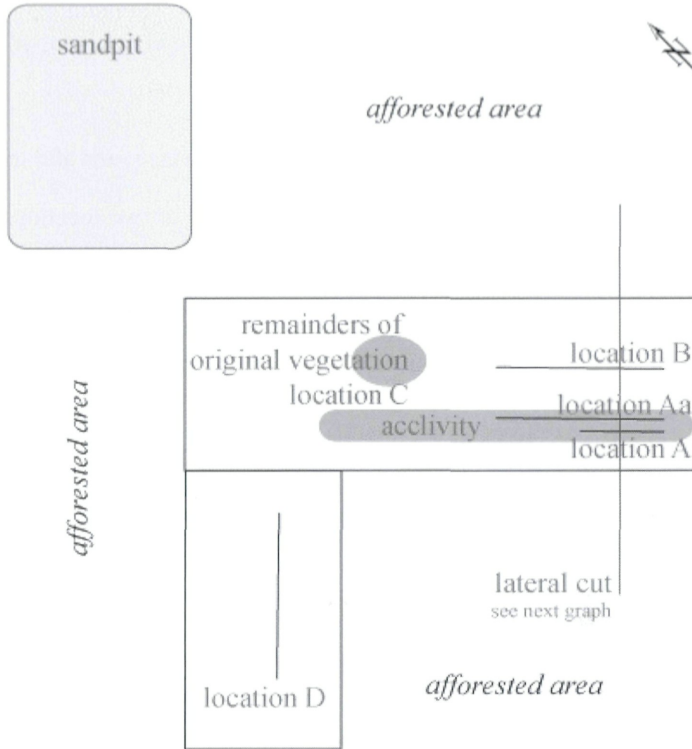 sandpit
N
afforested area
remainders of
original vegetation
location C
location B
location Aa
acclivity
location A
afforested area
lateral cut
see next graph
location D
afforested area